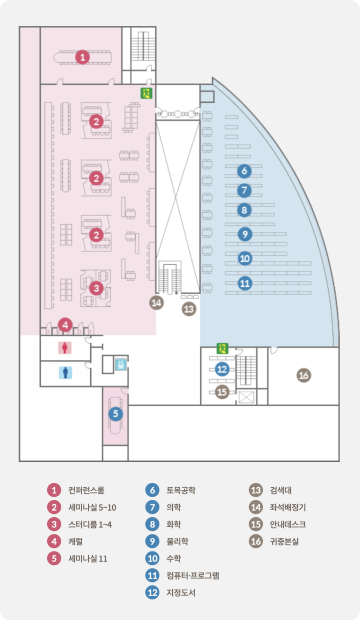 1
2
2
2
3
4
5
6
7
8
9
10
11
12
13
14
15
16
1 컨퍼런스룸
2 세미나실 5~10
3 스터디룸 1~4
4 캐럴
5 세미나실 11
6 토목공학
7 의학
8 화학
9 물리학
10 수학
11 컴퓨터·프로그램
12 지정도서
13 검색대
14 좌석배정기
15 안내데스크
16 귀중본실